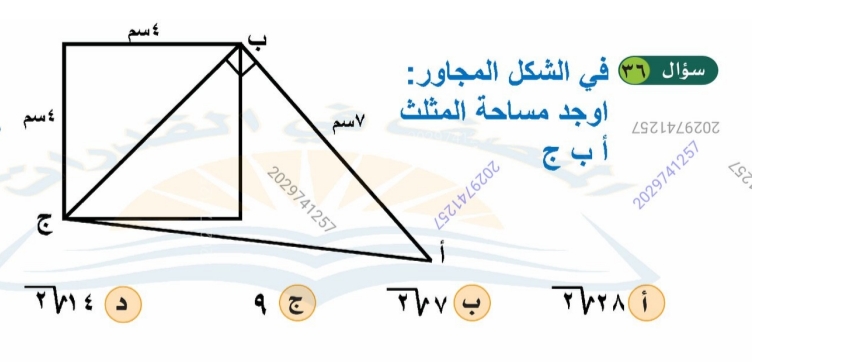 سؤال ٣٦
في الشكل المجاور:
اوجد مساحة المثلث
أ ب ج
٤سم
ب
٤سم
٧سم
ج
أ
2029741257
2029741257
2029741257
2029741257
2029741257
أ ٢٨√٢
ب ٧√٢
ج ٩
د ١٤√٢